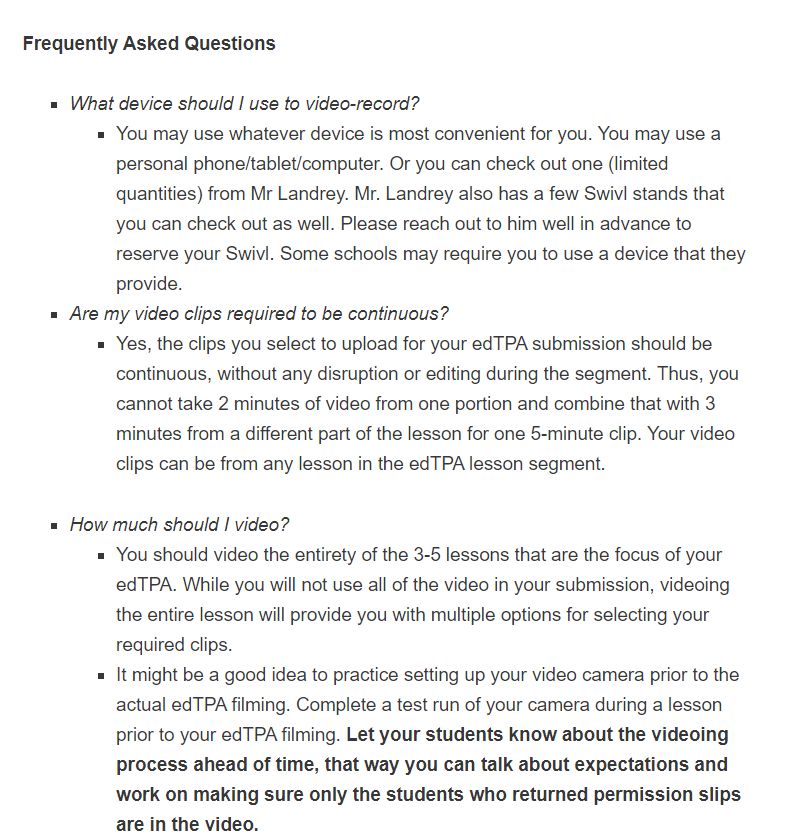 Frequently Asked Questions
What device should I use to video-record?
You may use whatever device is most convenient for you. You may use a
personal phone/tablet/computer. Or you can check out one (limited
quantities) from Mr Landrey. Mr. Landrey also has a few Swivl stands that
you can check out as well. Please reach out to him well in advance to
reserve your Swivl. Some schools may require you to use a device that they
provide.
Are my video clips required to be continuous?
Yes, the clips you select to upload for your edTPA submission should be
continuous, without any disruption or editing during the segment. Thus, you
cannot take 2 minutes of video from one portion and combine that with 3
minutes from a different part of the lesson for one 5-minute clip. Your video
clips can be from any lesson in the edTPA lesson segment.
How much should I video?
You should video the entirety of the 3-5 lessons that are the focus of your
edTPA. While you will not use all of the video in your submission, videoing
the entire lesson will provide you with multiple options for selecting your
required clips.
It might be a good idea to practice setting up your video camera prior to the
actual edTPA filming. Complete a test run of your camera during a lesson
prior to your edTPA filming. Let your students know about the videoing
process ahead of time, that way you can talk about expectations and
work on making sure only the students who returned permission slips
are in the video.